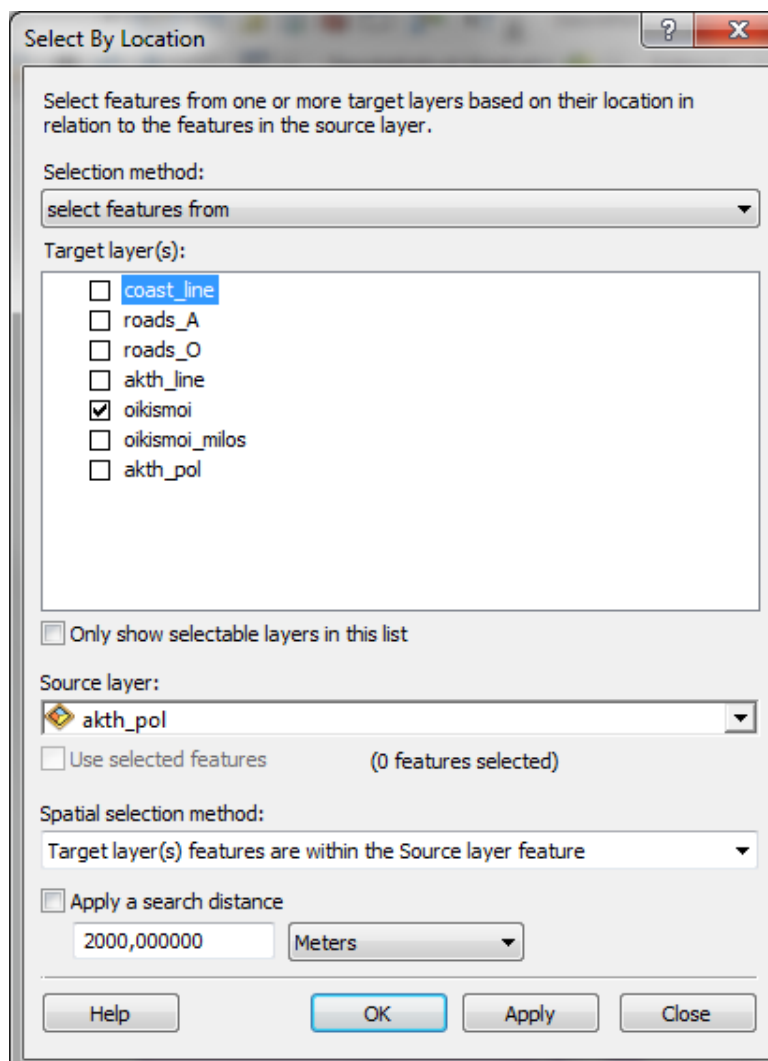 Select By Location
Select features from one or more target layers based on their location in
relation to the features in the source layer.
Selection method:
select features from
Target layer(s):
coast_line
roads_A
roads_O
akth_line
oikismoi
oikismoi_milos
akth_pol
Only show selectable layers in this list
Source layer:
akth_pol
Use selected features (0 features selected)
Spatial selection method:
Target layer(s) features are within the Source layer feature
Apply a search distance
2000,000000 Meters
Help OK Apply Close